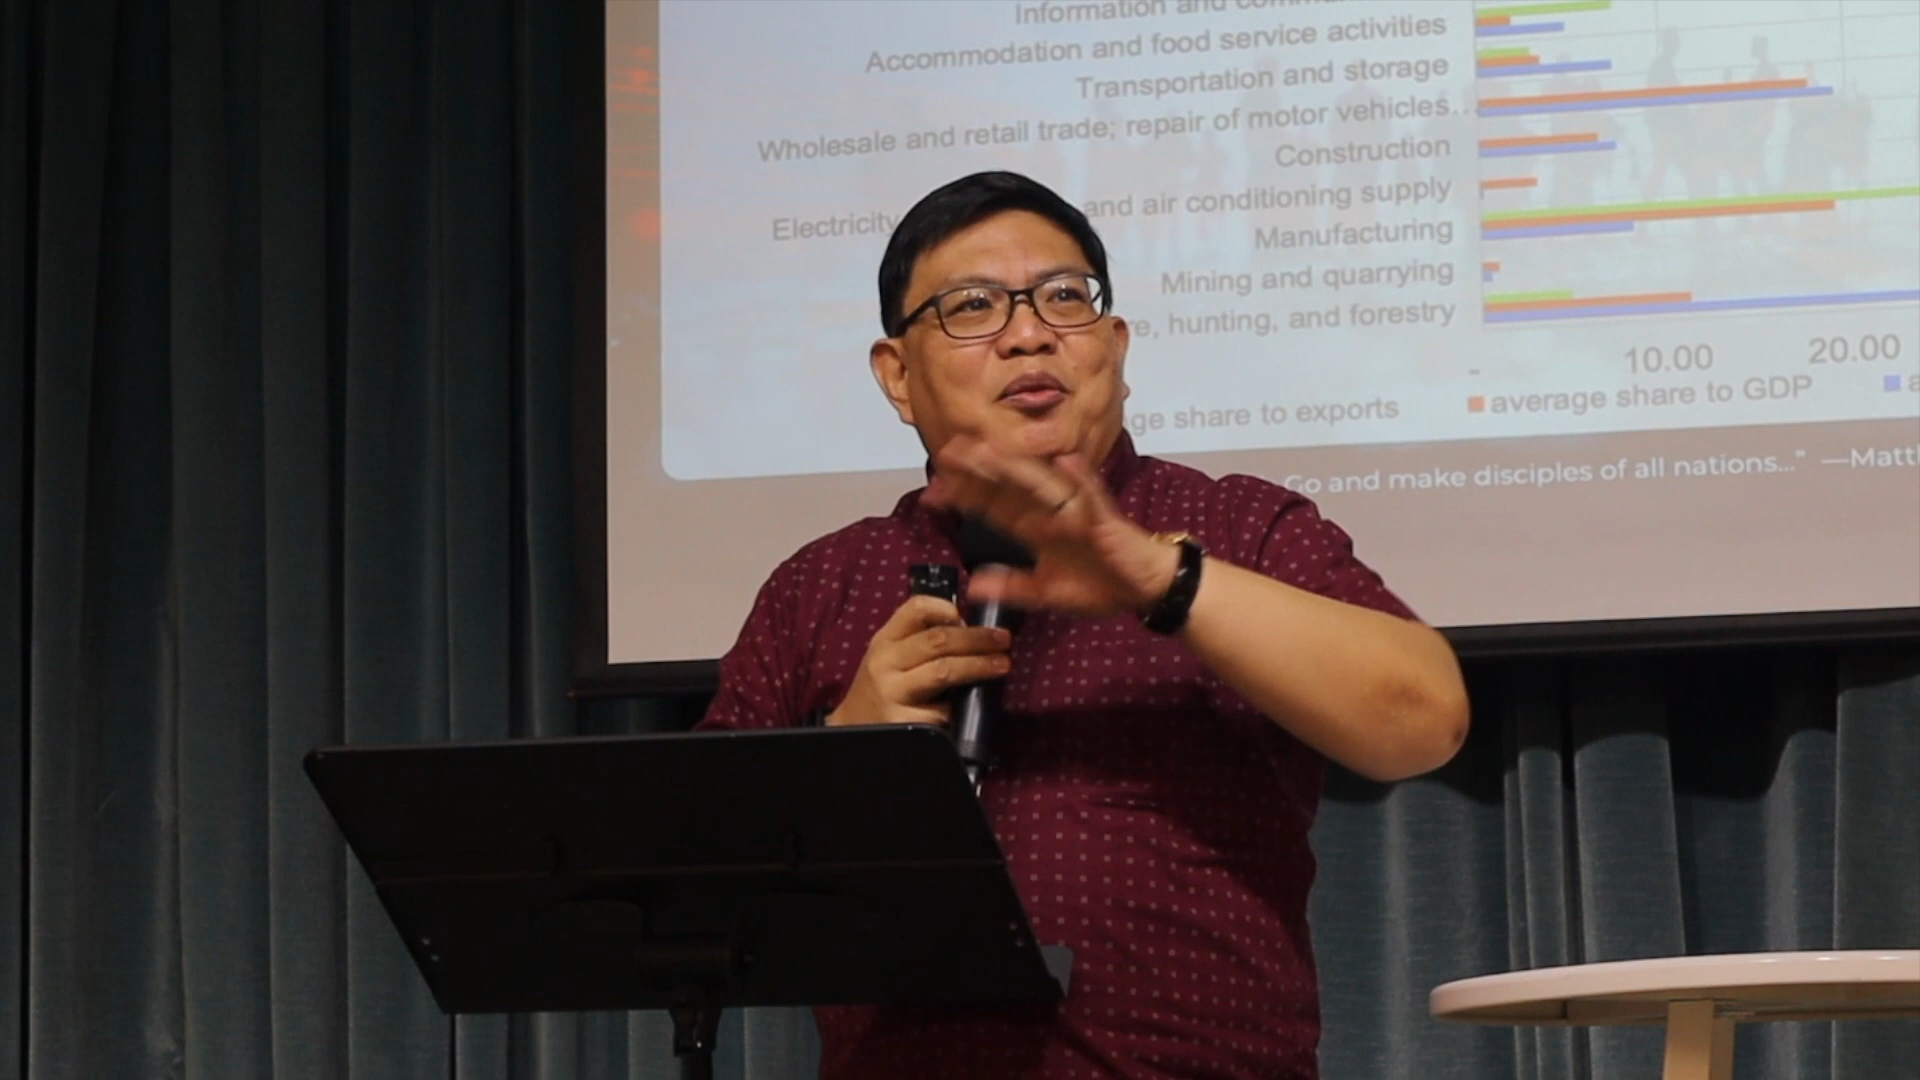 Information and
Accommodation and food service activities
Transportation and storage
Wholesale and retail trade; repair of motor vehicles...
Construction
Electricity and air conditioning supply
Manufacturing
Mining and quarrying
hunting, and forestry
- 10.00 20.00
share to exports average share to GDP
Go and make disciples of all nations..." —